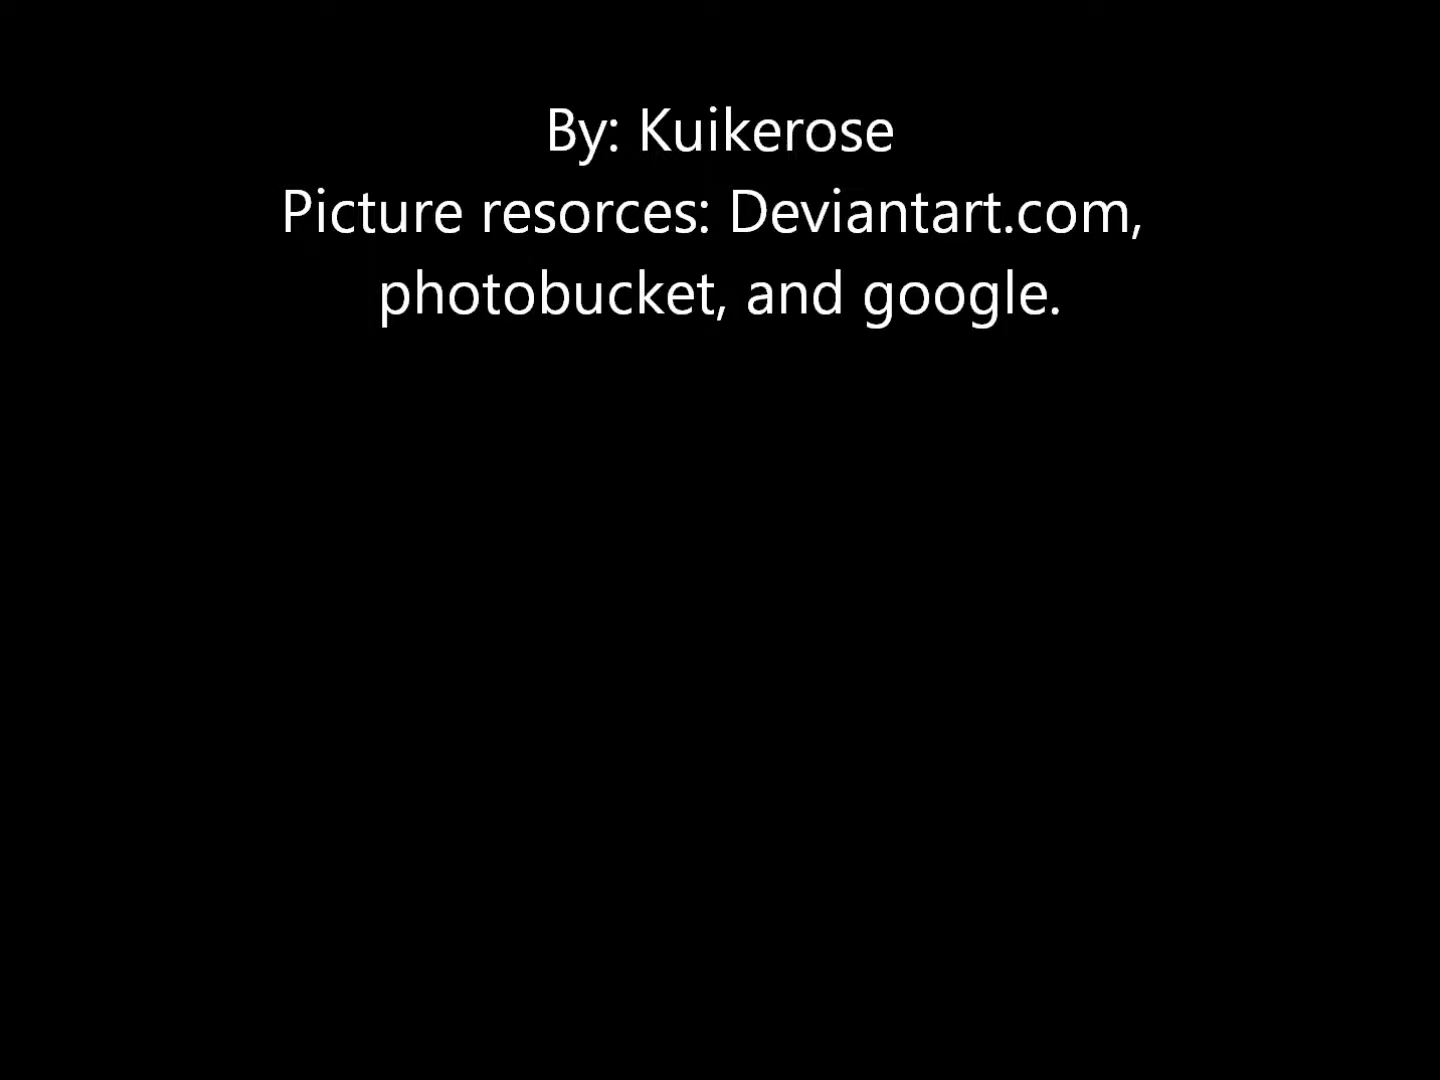 By: Kuikerose
Picture resorces: Deviantart.com,
photobucket, and google.